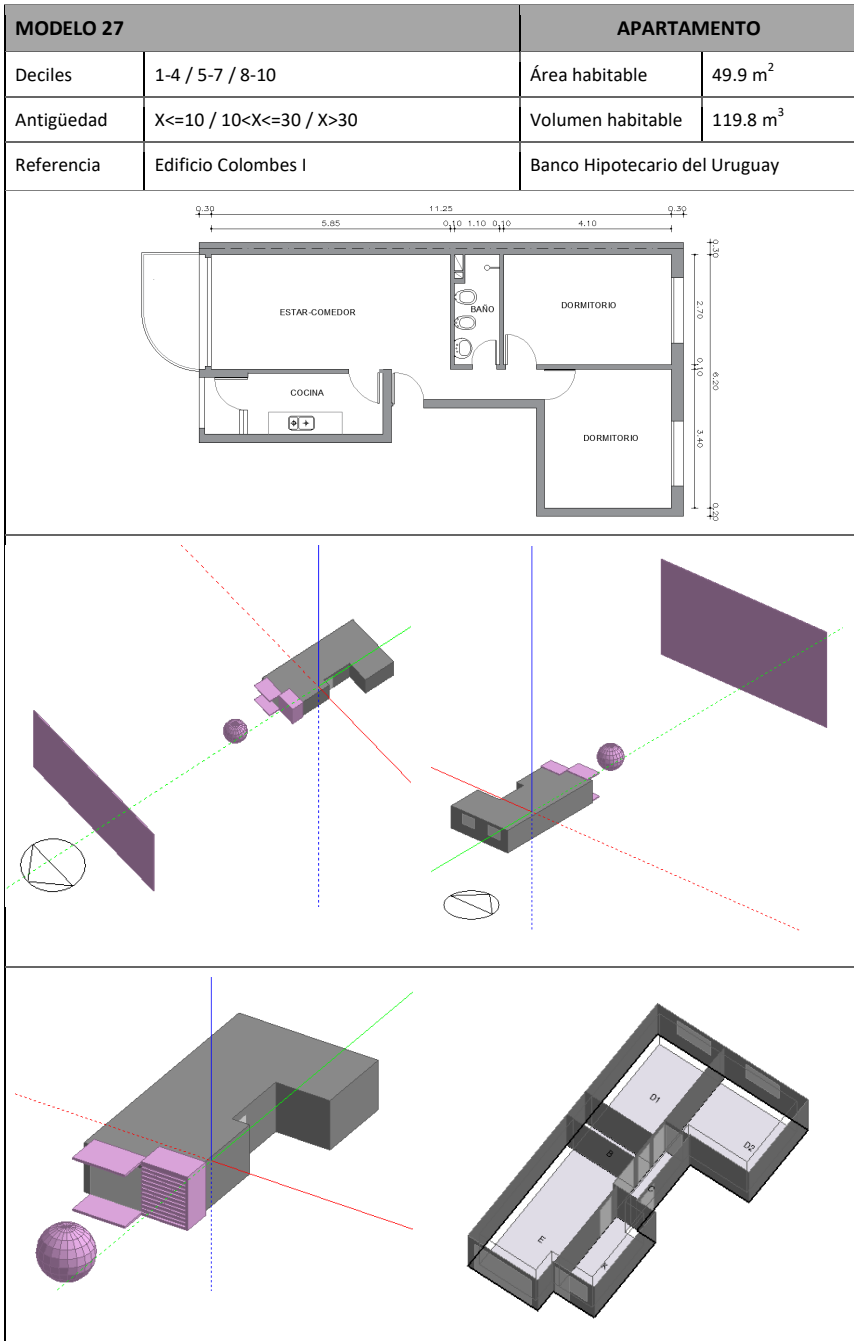 MODELO 27 APARTAMENTO
Deciles 1-4 / 5-7 / 8-10 Área habitable 49.9 m²
Antigüedad X<=10 / 10<X<=30 / X>30 Volumen habitable 119.8 m³
Referencia Edificio Colombes I Banco Hipotecario del Uruguay
0.30 11.25 0.30
5.85 0.10 1.10 0.10 4.10
0.30
ESTAR-COMEDOR BAÑO DORMITORIO 2.70
0.10 6.20
COCINA
DORMITORIO 3.40
0.20
D1
D2
B
C
E
K